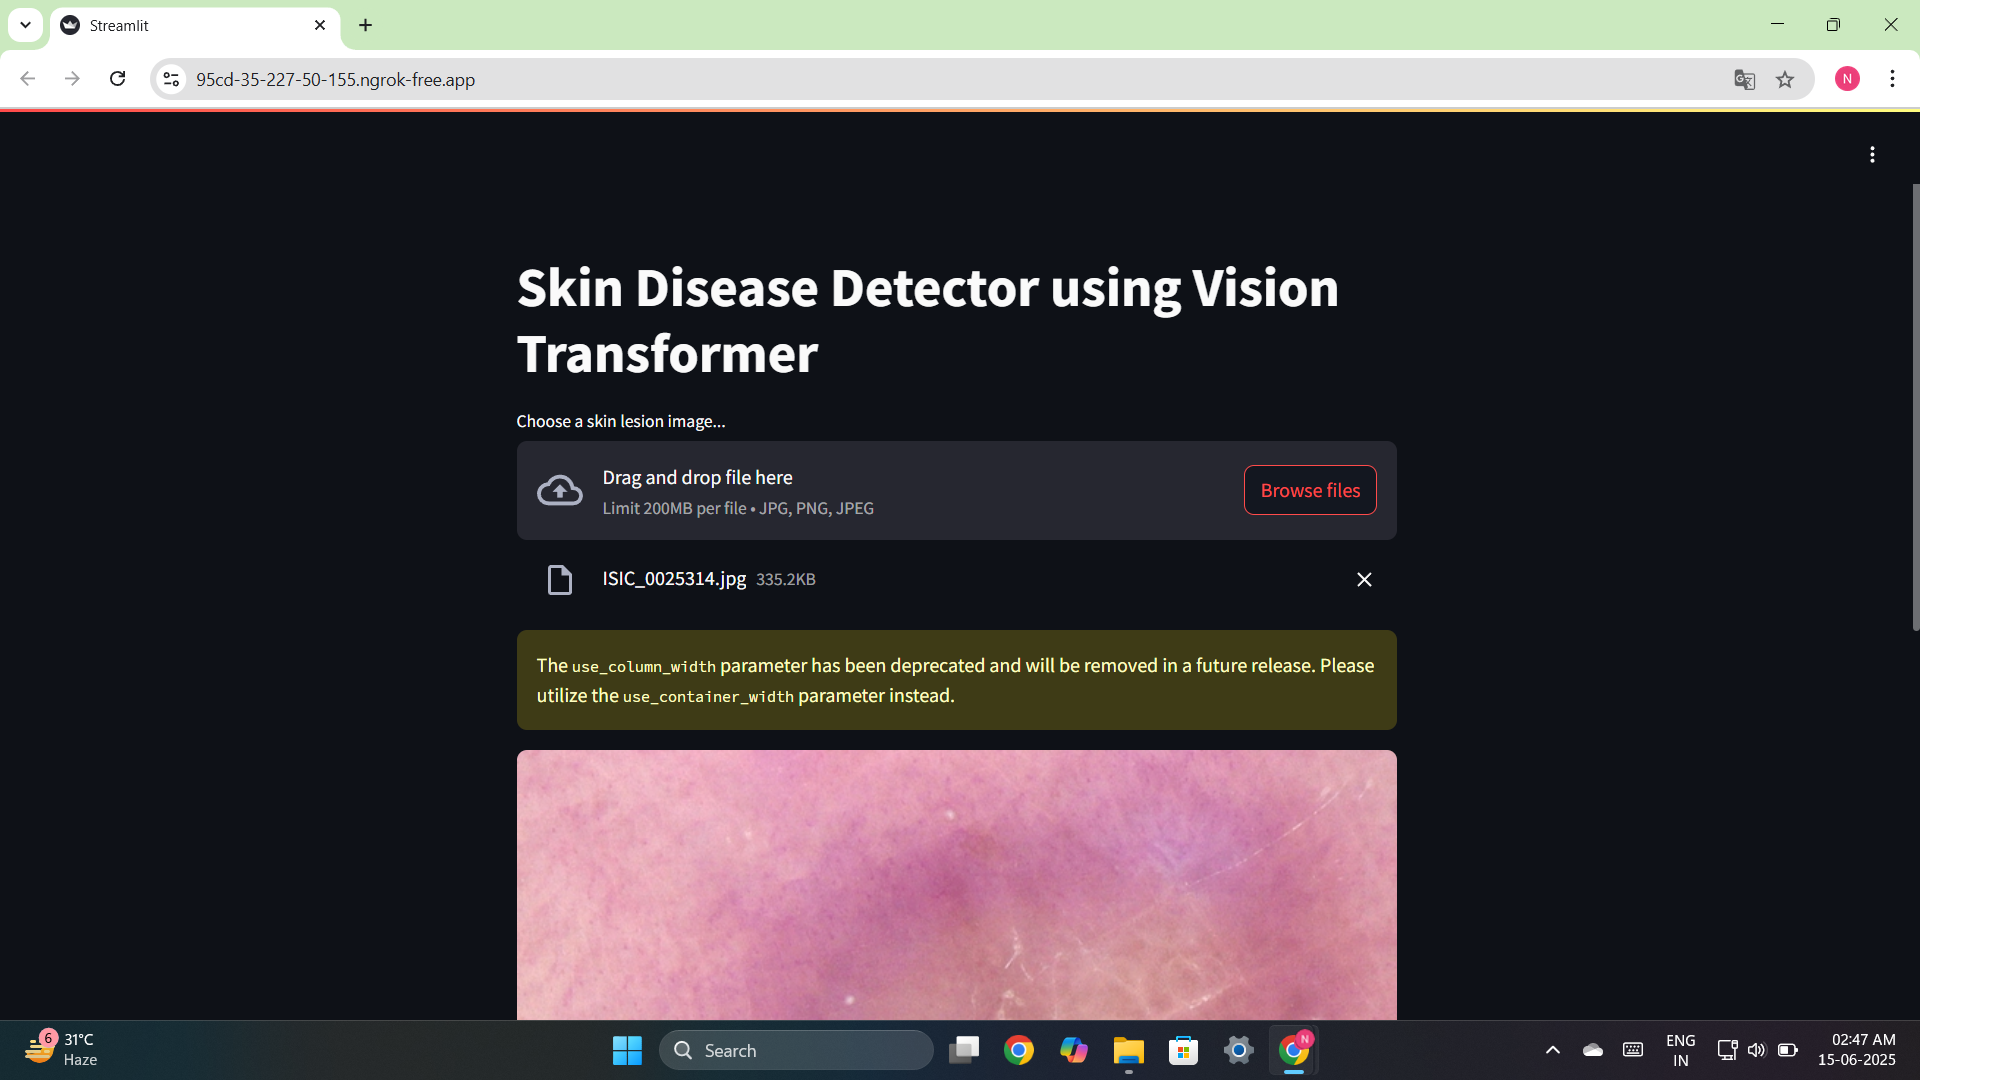 Streamlit
95cd-35-227-50-155.ngrok-free.app
N
Skin Disease Detector using Vision
Transformer
Choose a skin lesion image...
Drag and drop file here
Limit 200MB per file • JPG, PNG, JPEG
Browse files
ISIC_0025314.jpg 335.2KB
The use_column_width parameter has been deprecated and will be removed in a future release. Please
utilize the use_container_width parameter instead.
6
31°C
Haze
Search
N
ENG
IN
02:47 AM
15-06-2025